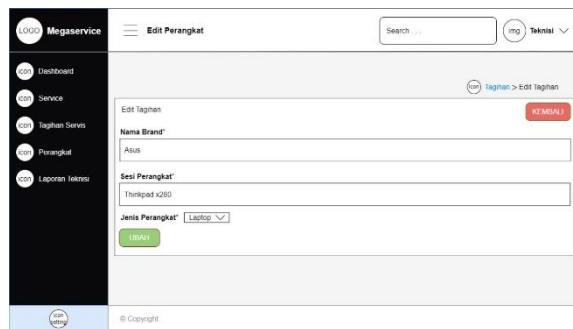 LOGO Megaservice
Edit Perangkat
Search . . .
img Teknisi
icon Dashboard
icon Service
icon Tagihan Servis
icon Perangkat
icon Laporan Teknisi
icon Tagihan > Edit Tagihan
Edit Tagihan
KEMBALI
Nama Brand*
Asus
Sesi Perangkat*
Thinkpad x280
Jenis Perangkat* Laptop
UBAH
icon setting
© Copyright